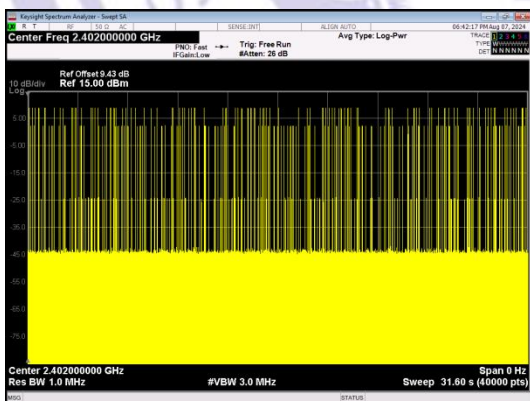 Keysight Spectrum Analyzer - Swept SA
R T RF 50 Ω AC SENSE:INT ALIGN AUTO 06:42:17 PM Aug 07, 2024
Center Freq 2.402000000 GHz
PNO: Fast
IFGain:Low
Trig: Free Run
#Atten: 26 dB
Avg Type: Log-Pwr
TRACE 1 2 3 4 5 6
TYPE W
DET N N N N N N
Ref Offset 9.43 dB
10 dB/div Ref 15.00 dBm
Log
5.00
-5.00
-15.0
-25.0
-35.0
-45.0
-55.0
-65.0
-75.0
Center 2.402000000 GHz Span 0 Hz
Res BW 1.0 MHz #VBW 3.0 MHz Sweep 31.60 s (40000 pts)
MSG STATUS